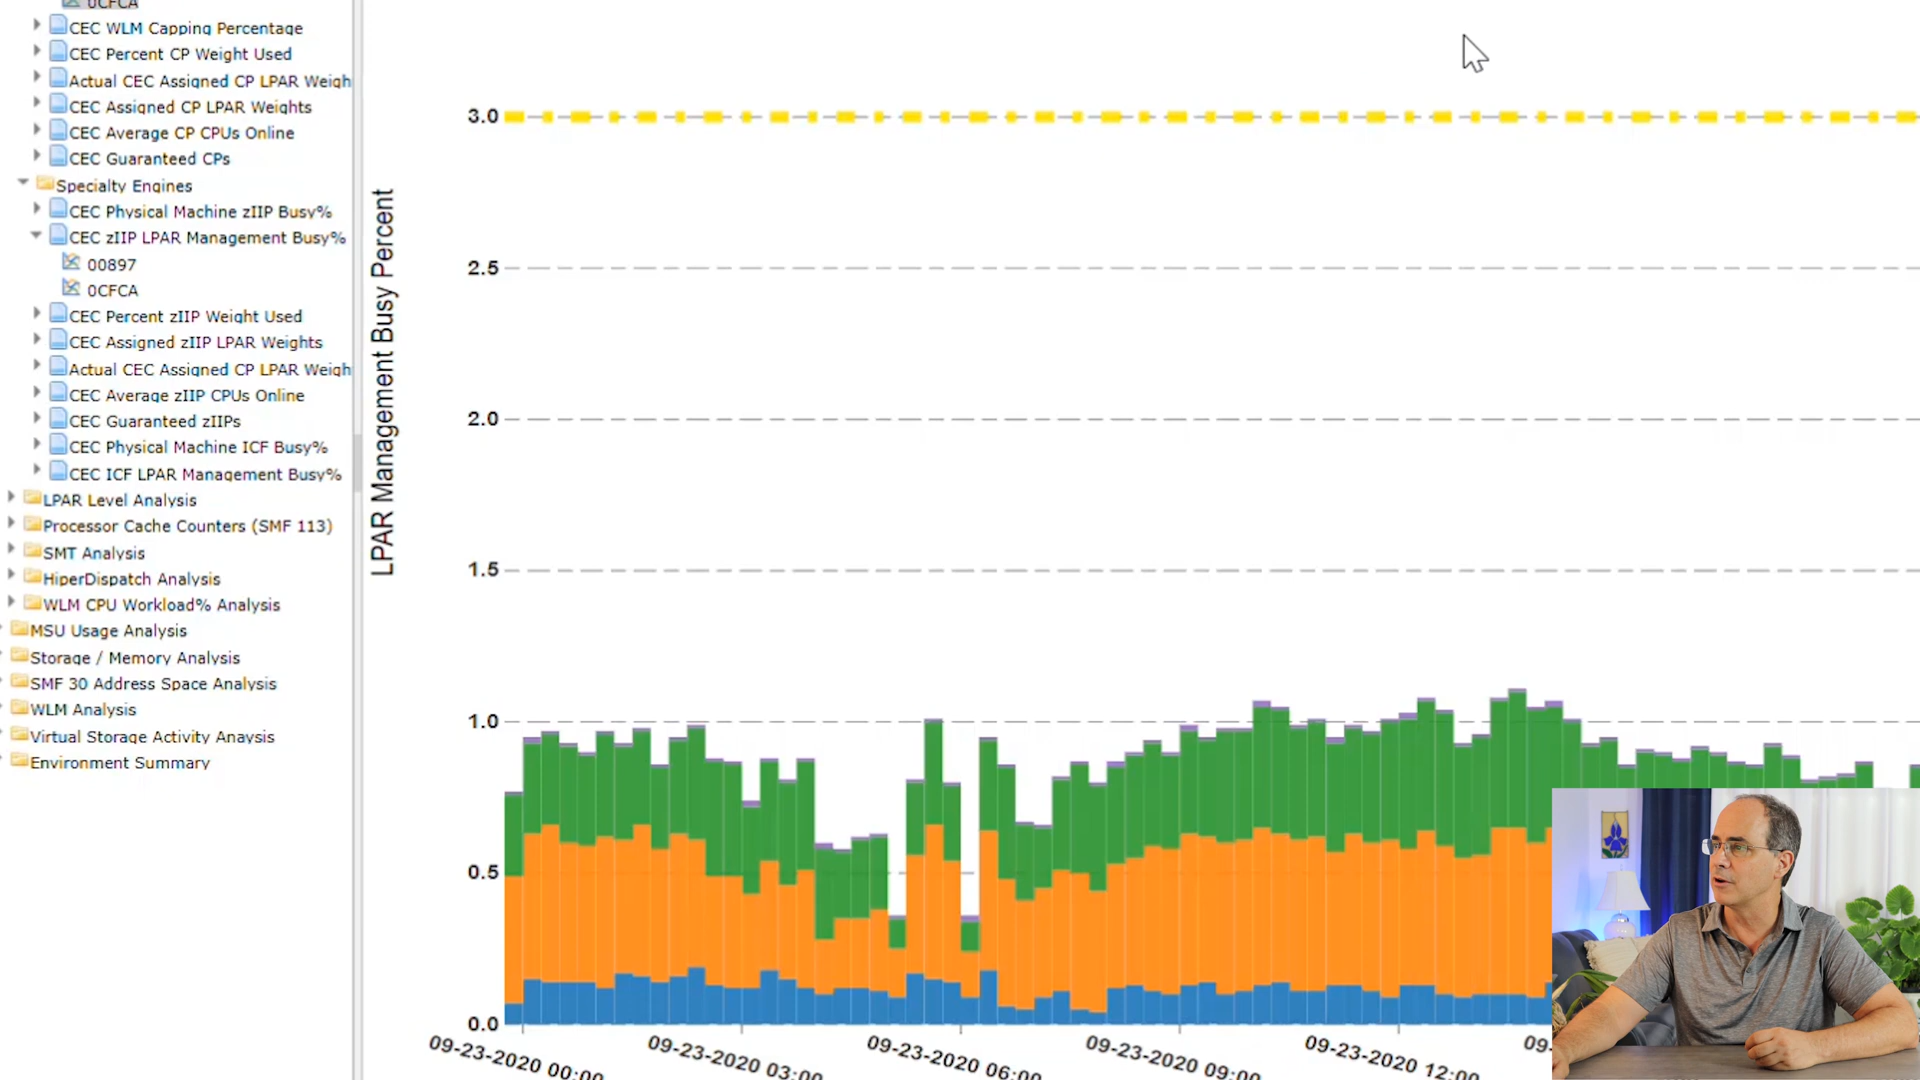 0CFCA
CEC WLM Capping Percentage
CEC Percent CP Weight Used
Actual CEC Assigned CP LPAR Weigh
CEC Assigned CP LPAR Weights
CEC Average CP CPUs Online
CEC Guaranteed CPs
Specialty Engines
CEC Physical Machine zIIP Busy%
CEC zIIP LPAR Management Busy%
00897
0CFCA
CEC Percent zIIP Weight Used
CEC Assigned zIIP LPAR Weights
Actual CEC Assigned CP LPAR Weigh
CEC Average zIIP CPUs Online
CEC Guaranteed zIIPs
CEC Physical Machine ICF Busy%
CEC ICF LPAR Management Busy%
LPAR Level Analysis
Processor Cache Counters (SMF 113)
SMT Analysis
HiperDispatch Analysis
WLM CPU Workload% Analysis
MSU Usage Analysis
Storage / Memory Analysis
SMF 30 Address Space Analysis
WLM Analysis
Virtual Storage Activity Anaysis
Environment Summary
LPAR Management Busy Percent
3.0
2.5
2.0
1.5
1.0
0.5
0.0
09-23-2020 00:00
09-23-2020 03:00
09-23-2020 06:00
09-23-2020 09:00
09-23-2020 12:00
09-